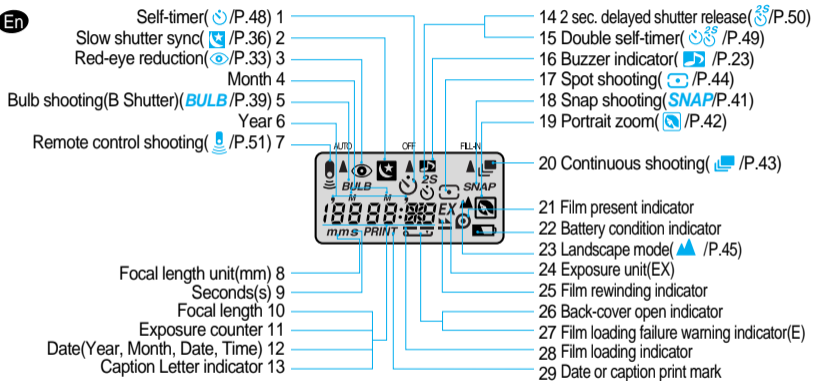 En
Self-timer( /P.48) 1
Slow shutter sync( /P.36) 2
Red-eye reduction( /P.33) 3
Month 4
Bulb shooting(B Shutter)(BULB/P.39) 5
Year 6
Remote control shooting( /P.51) 7
14 2 sec. delayed shutter release(2S/P.50)
15 Double self-timer( 2S /P.49)
16 Buzzer indicator( /P.23)
17 Spot shooting( /P.44)
18 Snap shooting(SNAP/P.41)
19 Portrait zoom( /P.42)
20 Continuous shooting( /P.43)
AUTO OFF FILL-IN
BULB 2S SNAP
M M
18888:88 EX
mm s PRINT
21 Film present indicator
22 Battery condition indicator
23 Landscape mode( /P.45)
24 Exposure unit(EX)
25 Film rewinding indicator
26 Back-cover open indicator
27 Film loading failure warning indicator(E)
28 Film loading indicator
29 Date or caption print mark
Focal length unit(mm) 8
Seconds(s) 9
Focal length 10
Exposure counter 11
Date(Year, Month, Date, Time) 12
Caption Letter indicator 13